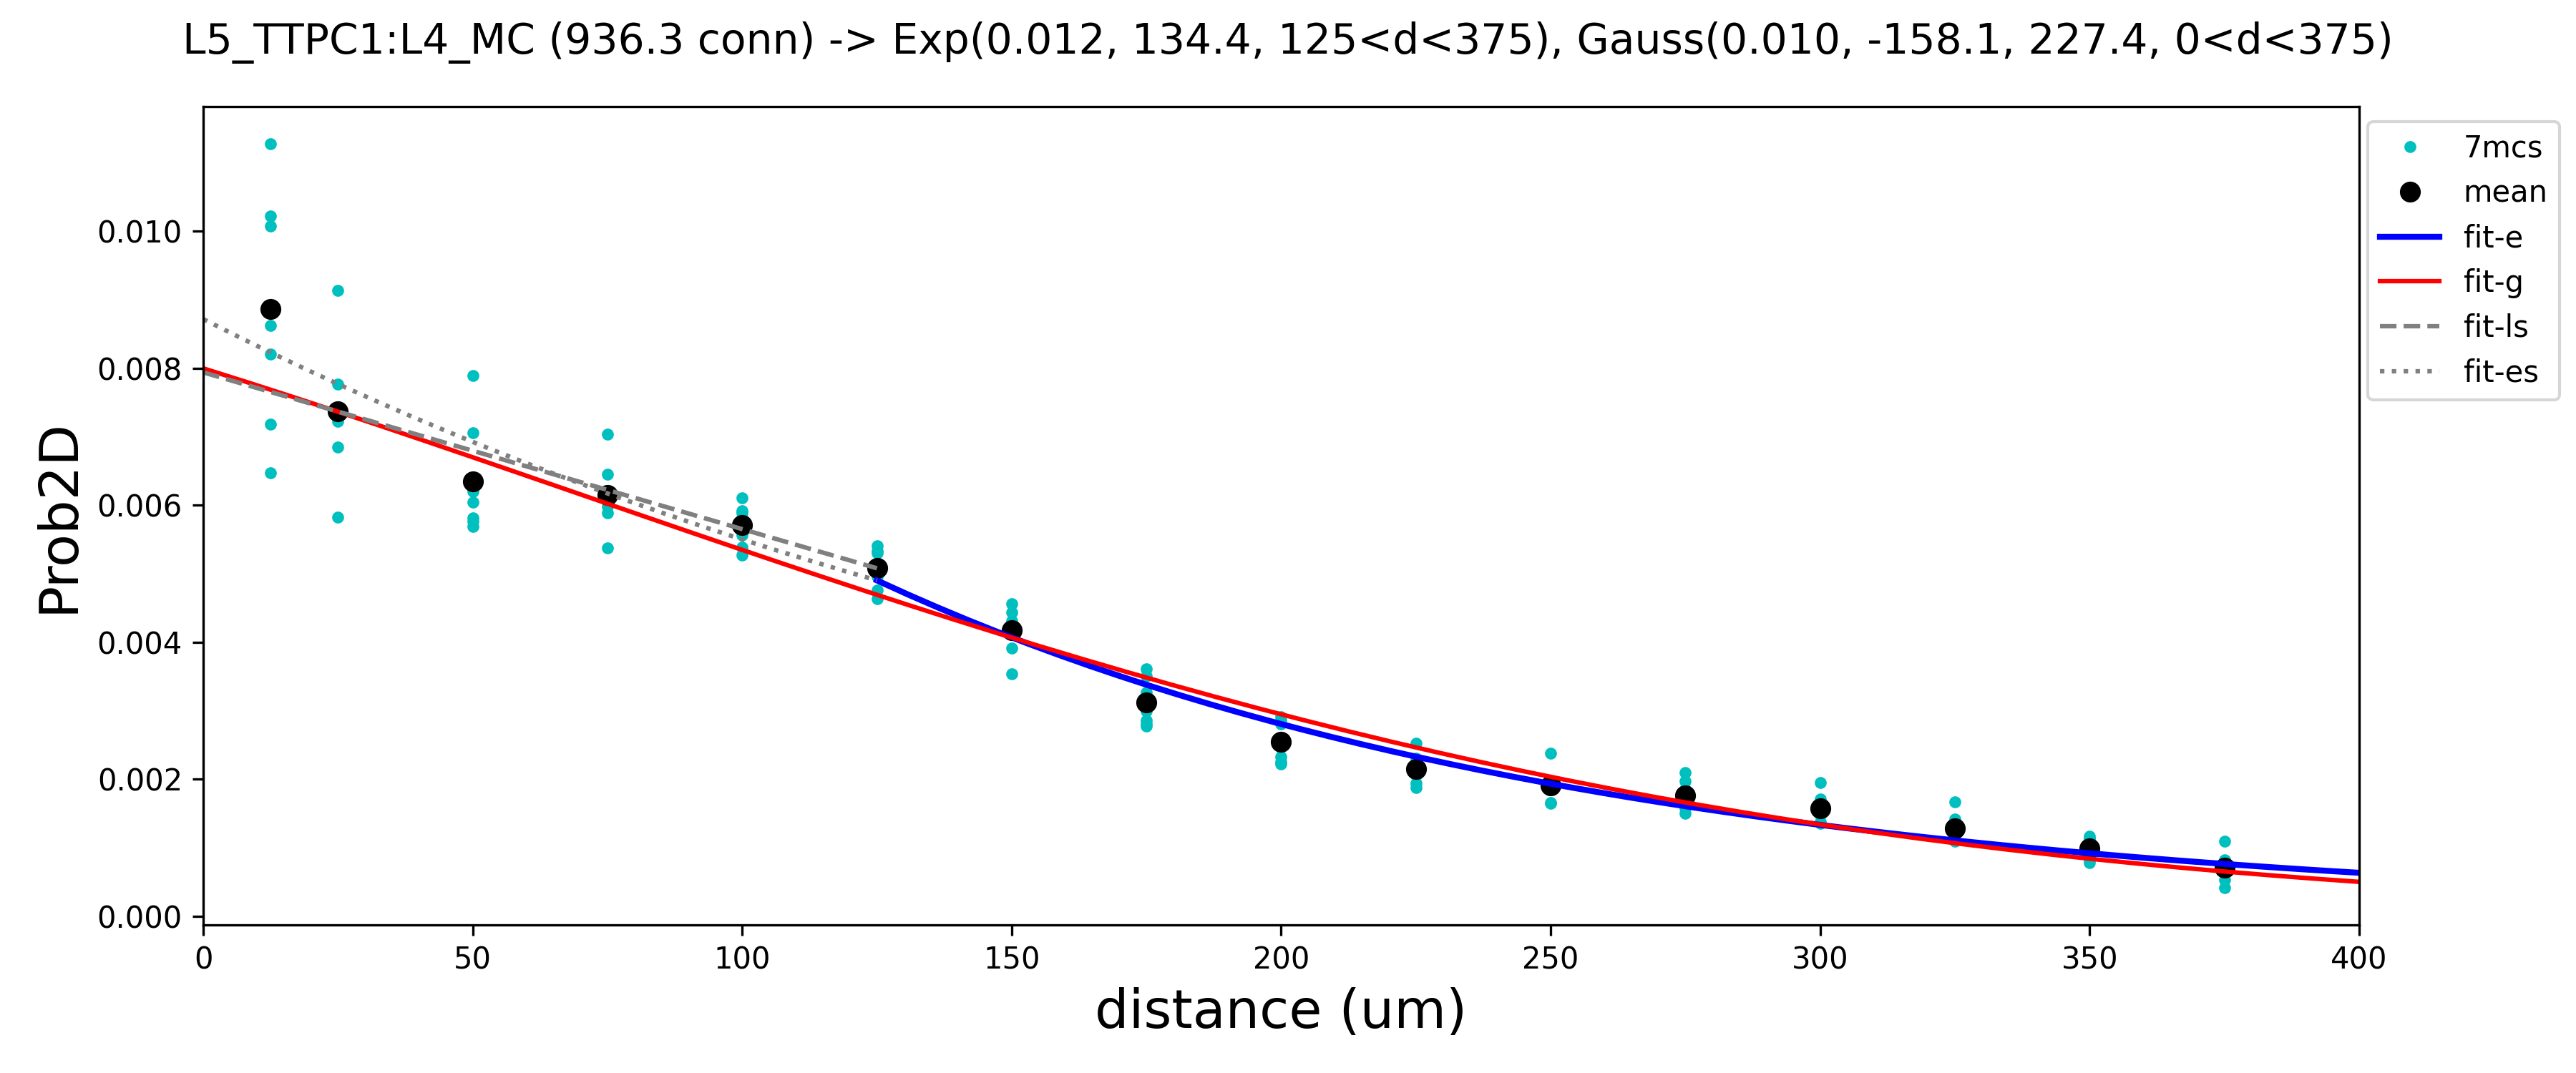 L5_TTPC1:L4_MC (936.3 conn) -> Exp(0.012, 134.4, 125<d<375), Gauss(0.010, -158.1, 227.4, 0<d<375)
7mcs
mean
fit-e
fit-g
fit-ls
fit-es
Prob2D
0.010
0.008
0.006
0.004
0.002
0.000
0 50 100 150 200 250 300 350 400
distance (um)